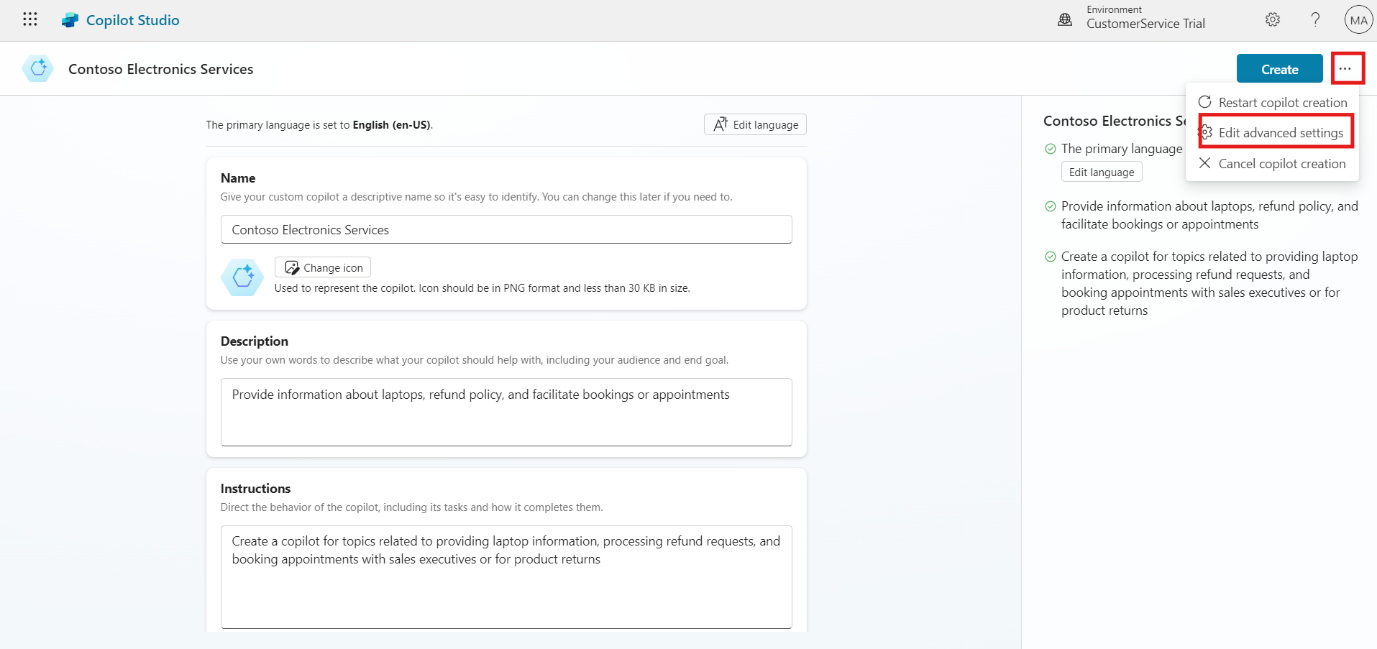 Copilot Studio
Environment
CustomerService Trial
?
MA
Contoso Electronics Services
Create
...
Restart copilot creation
Edit advanced settings
Cancel copilot creation
The primary language is set to English (en-US).
Edit language
Name
Give your custom copilot a descriptive name so it's easy to identify. You can change this later if you need to.
Contoso Electronics Services
Change icon
Used to represent the copilot. Icon should be in PNG format and less than 30 KB in size.
Description
Use your own words to describe what your copilot should help with, including your audience and end goal.
Provide information about laptops, refund policy, and facilitate bookings or appointments
Instructions
Direct the behavior of the copilot, including its tasks and how it completes them.
Create a copilot for topics related to providing laptop information, processing refund requests, and
booking appointments with sales executives or for product returns
Contoso Electronics Se
The primary language
Edit language
Provide information about laptops, refund policy, and
facilitate bookings or appointments
Create a copilot for topics related to providing laptop
information, processing refund requests, and
booking appointments with sales executives or for
product returns